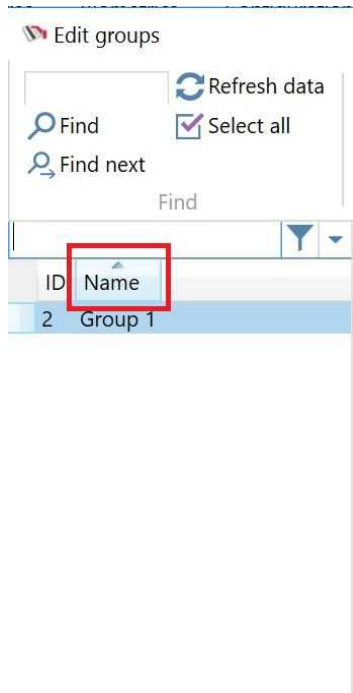 Edit groups
Refresh data
Find
Select all
Find next
Find
ID Name
2 Group 1